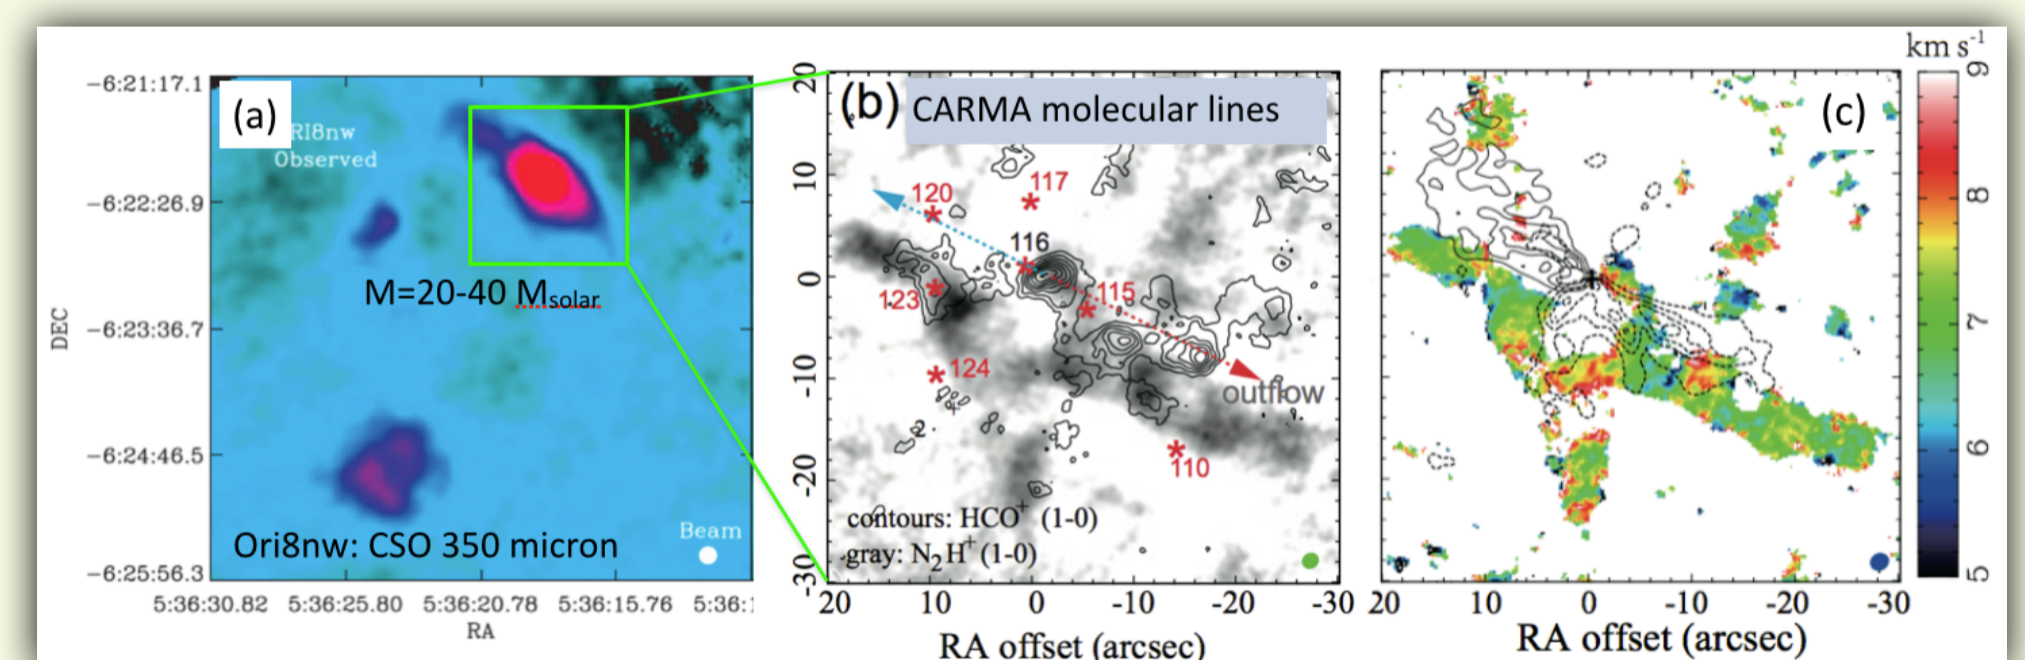 (a)
RI8nw
Observed
M=20-40 Msolar
Ori8nw: CSO 350 micron
Beam
−6:21:17.1
−6:22:26.9
−6:23:36.7
−6:24:46.5
−6:25:56.3
DEC
5:36:30.82 5:36:25.80 5:36:20.78 5:36:15.76 5:36:1
RA
(b) CARMA molecular lines
120
117
116
123
115
124
outflow
2
110
contours: HCO+ (1-0)
gray: N2H+ (1-0)
20
10
0
-10
-20
-30
20 10 0 -10 -20 -30
RA offset (arcsec)
(c)
20 10 0 -10 -20 -30
RA offset (arcsec)
km s-1
9
8
7
6
5